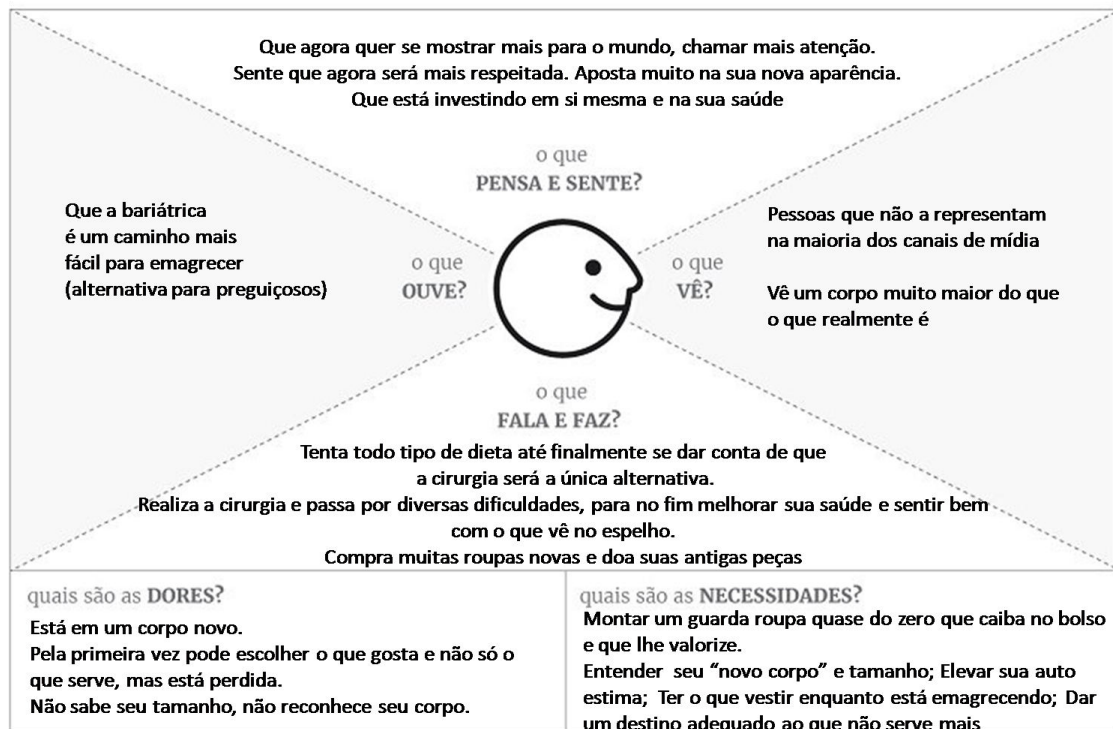 Que agora quer se mostrar mais para o mundo, chamar mais atenção.
Sente que agora será mais respeitada. Aposta muito na sua nova aparência.
Que está investindo em si mesma e na sua saúde
o que
PENSA E SENTE?
Que a bariátrica
é um caminho mais
fácil para emagrecer
(alternativa para preguiçosos)
o que
OUVE?
o que
VÊ?
Pessoas que não a representam
na maioria dos canais de mídia
Vê um corpo muito maior do que
o que realmente é
o que
FALA E FAZ?
Tenta todo tipo de dieta até finalmente se dar conta de que
a cirurgia será a única alternativa.
Realiza a cirurgia e passa por diversas dificuldades, para no fim melhorar sua saúde e sentir bem
com o que vê no espelho.
Compra muitas roupas novas e doa suas antigas peças
quais são as DORES?
Está em um corpo novo.
Pela primeira vez pode escolher o que gosta e não só o
que serve, mas está perdida.
Não sabe seu tamanho, não reconhece seu corpo.
quais são as NECESSIDADES?
Montar um guarda roupa quase do zero que caiba no bolso
e que lhe valorize.
Entender seu “novo corpo” e tamanho; Elevar sua auto
estima; Ter o que vestir enquanto está emagrecendo; Dar
um destino adequado ao que não serve mais